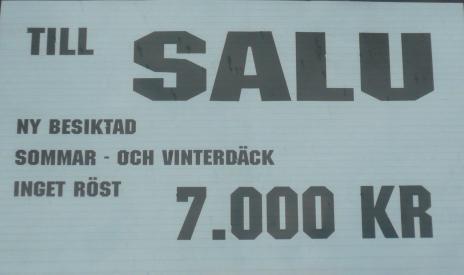 TILL SALU
NY BESIKTAD
SOMMAR - OCH VINTERDÄCK
INGET RÖST
7.000 KR